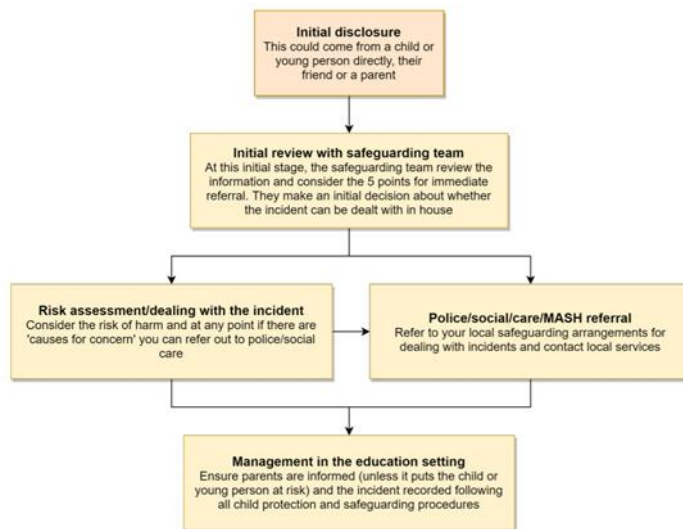 Initial disclosure
This could come from a child or
young person directly, their
friend or a parent
Initial review with safeguarding team
At this initial stage, the safeguarding team review the
information and consider the 5 points for immediate
referral. They make an initial decision about whether
the incident can be dealt with in house
Risk assessment/dealing with the incident
Consider the risk of harm and at any point if there are
'causes for concern' you can refer out to police/social
care
Police/social/care/MASH referral
Refer to your local safeguarding arrangements for
dealing with incidents and contact local services
Management in the education setting
Ensure parents are informed (unless it puts the child or
young person at risk) and the incident recorded following
all child protection and safeguarding procedures